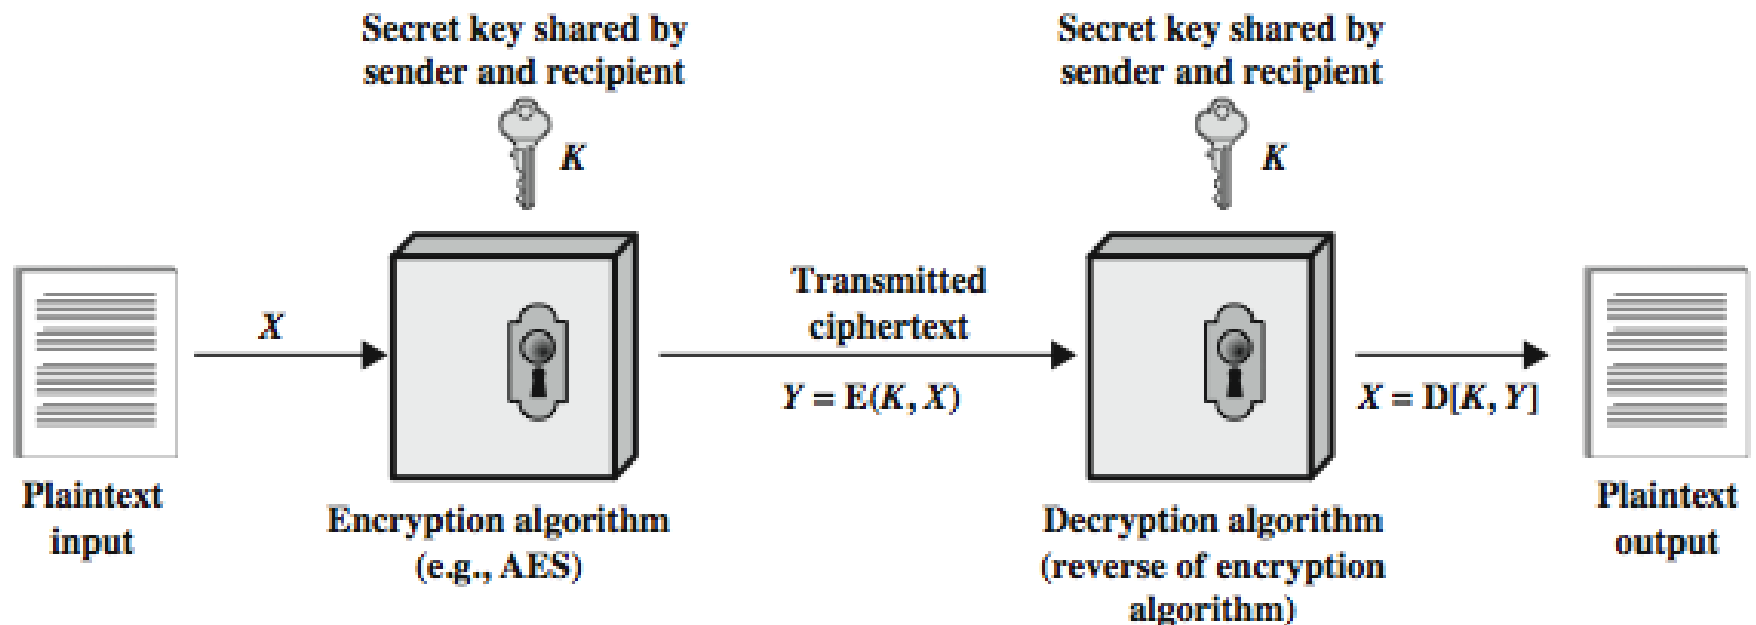 Secret key shared by
sender and recipient
K
Secret key shared by
sender and recipient
K
X
Transmitted
ciphertext
Y = E(K, X)
X = D[K, Y]
Plaintext
input
Encryption algorithm
(e.g., AES)
Decryption algorithm
(reverse of encryption
algorithm)
Plaintext
output